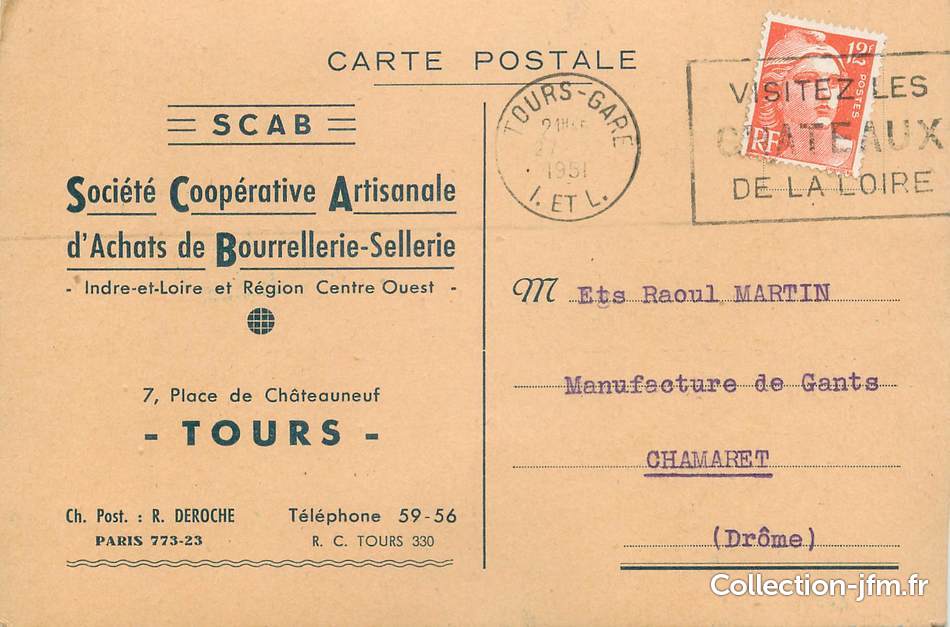 CARTE POSTALE
SCAB
Société Coopérative Artisanale
d'Achats de Bourrellerie-Sellerie
- Indre-et-Loire et Région Centre Ouest -
7, Place de Châteauneuf
- TOURS -
Ch. Post. : R. DEROCHE
PARIS 773-23
Téléphone 59-56
R. C. TOURS 330
TOURS-GARE
1951
I. ET L.
VISITEZ LES
CHATEAUX
DE LA LOIRE
12F
POSTES
RF
M Ets Raoul MARTIN
Manufacture de Gants
CHAMARET
(Drôme)
Collection-jfm.fr